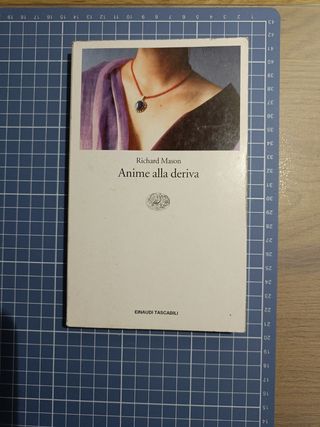 Richard Mason
Anime alla deriva
EINAUDI TASCABILI